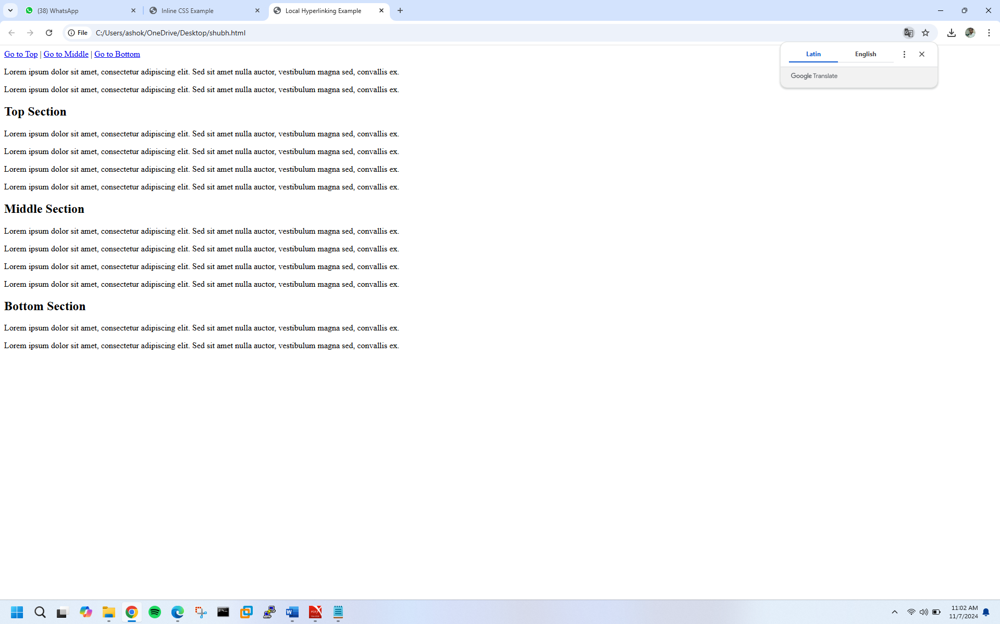 (38) WhatsApp
Inline CSS Example
Local Hyperlinking Example
File
C:/Users/ashok/OneDrive/Desktop/shubh.html
Go to Top | Go to Middle | Go to Bottom
Latin
English
Google Translate
Lorem ipsum dolor sit amet, consectetur adipiscing elit. Sed sit amet nulla auctor, vestibulum magna sed, convallis ex.
Lorem ipsum dolor sit amet, consectetur adipiscing elit. Sed sit amet nulla auctor, vestibulum magna sed, convallis ex.
Top Section
Lorem ipsum dolor sit amet, consectetur adipiscing elit. Sed sit amet nulla auctor, vestibulum magna sed, convallis ex.
Lorem ipsum dolor sit amet, consectetur adipiscing elit. Sed sit amet nulla auctor, vestibulum magna sed, convallis ex.
Lorem ipsum dolor sit amet, consectetur adipiscing elit. Sed sit amet nulla auctor, vestibulum magna sed, convallis ex.
Lorem ipsum dolor sit amet, consectetur adipiscing elit. Sed sit amet nulla auctor, vestibulum magna sed, convallis ex.
Middle Section
Lorem ipsum dolor sit amet, consectetur adipiscing elit. Sed sit amet nulla auctor, vestibulum magna sed, convallis ex.
Lorem ipsum dolor sit amet, consectetur adipiscing elit. Sed sit amet nulla auctor, vestibulum magna sed, convallis ex.
Lorem ipsum dolor sit amet, consectetur adipiscing elit. Sed sit amet nulla auctor, vestibulum magna sed, convallis ex.
Lorem ipsum dolor sit amet, consectetur adipiscing elit. Sed sit amet nulla auctor, vestibulum magna sed, convallis ex.
Bottom Section
Lorem ipsum dolor sit amet, consectetur adipiscing elit. Sed sit amet nulla auctor, vestibulum magna sed, convallis ex.
Lorem ipsum dolor sit amet, consectetur adipiscing elit. Sed sit amet nulla auctor, vestibulum magna sed, convallis ex.
11:02 AM
11/7/2024